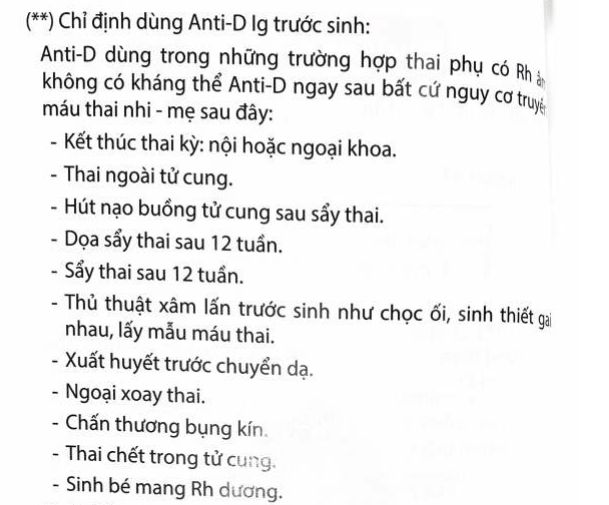 (**) Chỉ định dùng Anti-D Ig trước sinh:
Anti-D dùng trong những trường hợp thai phụ có Rh âm
không có kháng thể Anti-D ngay sau bất cứ nguy cơ truyền
máu thai nhi - mẹ sau đây:
- Kết thúc thai kỳ: nội hoặc ngoại khoa.
- Thai ngoài tử cung.
- Hút nạo buồng tử cung sau sẩy thai.
- Dọa sẩy thai sau 12 tuần.
- Sẩy thai sau 12 tuần.
- Thủ thuật xâm lấn trước sinh như chọc ối, sinh thiết gai
nhau, lấy mẫu máu thai.
- Xuất huyết trước chuyển dạ.
- Ngoại xoay thai.
- Chấn thương bụng kín.
- Thai chết trong tử cung.
- Sinh bé mang Rh dương.